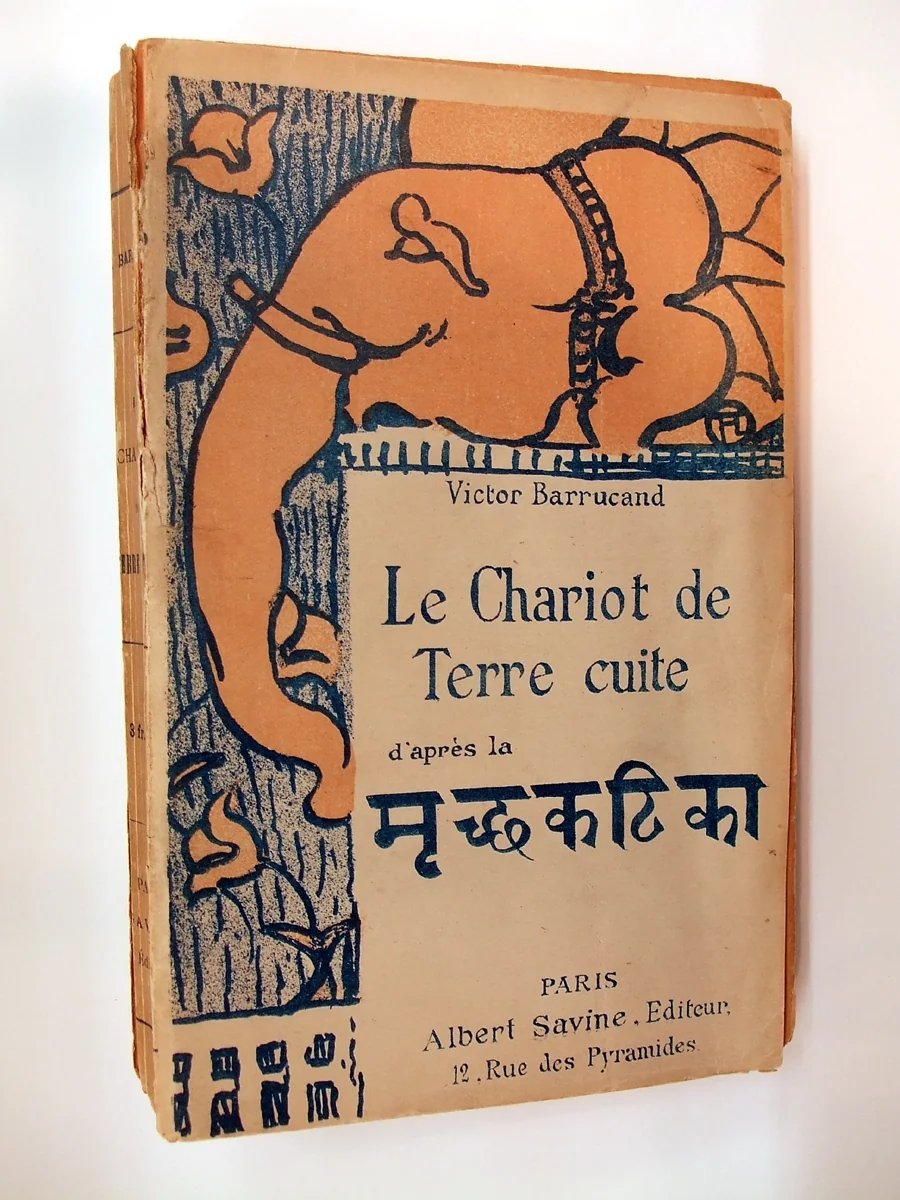 Victor Barrucand
Le Chariot de
Terre cuite
d'après la
मृच्छकटिका
PARIS
Albert Savine, Editeur,
12, Rue des Pyramides.